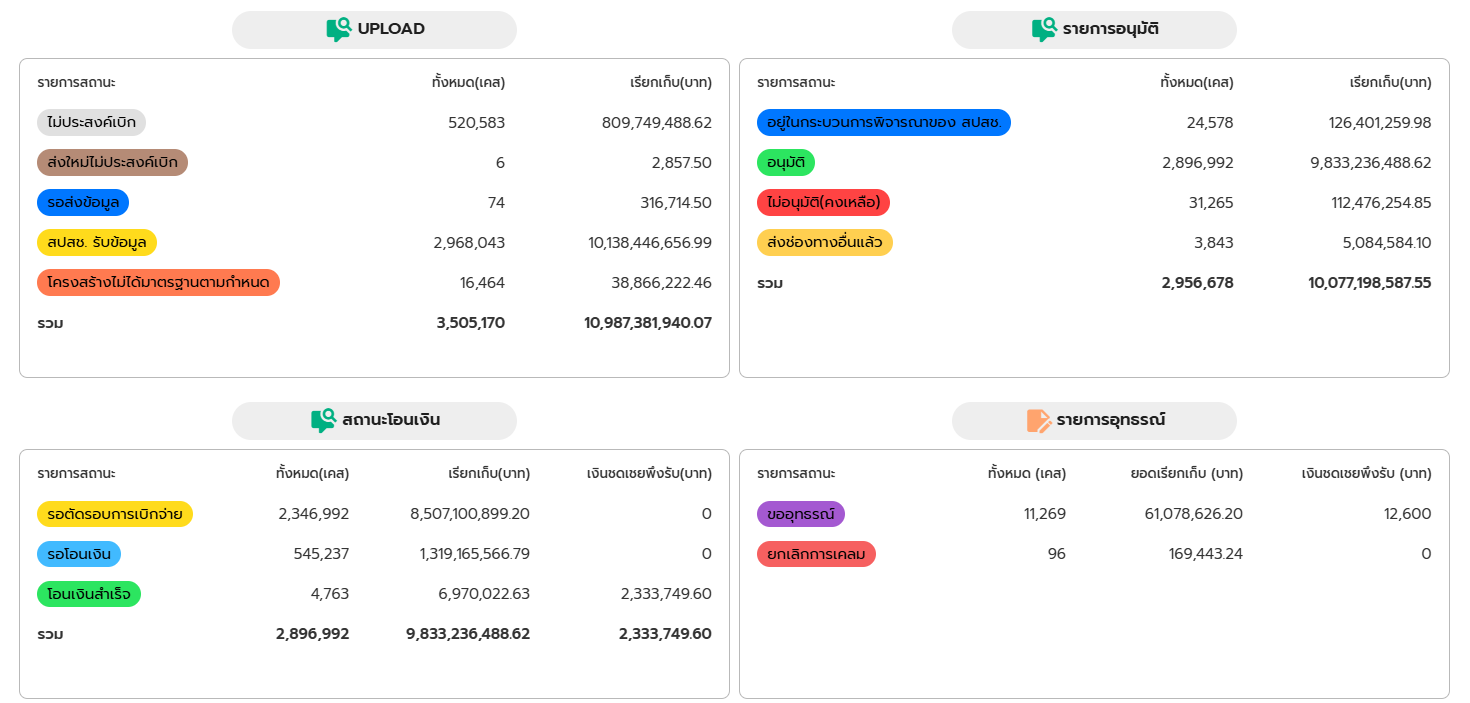 UPLOAD
รายการสถานะ ทั้งหมด(เคส) เรียกเก็บ(บาท)
ไม่ประสงค์เบิก 520,583 809,749,488.62
ส่งใหม่ไม่ประสงค์เบิก 6 2,857.50
รอส่งข้อมูล 74 316,714.50
สปสช. รับข้อมูล 2,968,043 10,138,446,656.99
โครงสร้างไม่ได้มาตรฐานตามกำหนด 16,464 38,866,222.46
รวม 3,505,170 10,987,381,940.07
รายการอนุมัติ
รายการสถานะ ทั้งหมด(เคส) เรียกเก็บ(บาท)
อยู่ในกระบวนการพิจารณาของ สปสช. 24,578 126,401,259.98
อนุมัติ 2,896,992 9,833,236,488.62
ไม่อนุมัติ(คงเหลือ) 31,265 112,476,254.85
ส่งช่องทางอื่นแล้ว 3,843 5,084,584.10
รวม 2,956,678 10,077,198,587.55
สถานะโอนเงิน
รายการสถานะ ทั้งหมด(เคส) เรียกเก็บ(บาท) เงินชดเชยพึงรับ(บาท)
รอตัดรอบการเบิกจ่าย 2,346,992 8,507,100,899.20 0
รอโอนเงิน 545,237 1,319,165,566.79 0
โอนเงินสำเร็จ 4,763 6,970,022.63 2,333,749.60
รวม 2,896,992 9,833,236,488.62 2,333,749.60
รายการอุทธรณ์
รายการสถานะ ทั้งหมด (เคส) ยอดเรียกเก็บ (บาท) เงินชดเชยพึงรับ (บาท)
ขออุทธรณ์ 11,269 61,078,626.20 12,600
ยกเลิกการเคลม 96 169,443.24 0